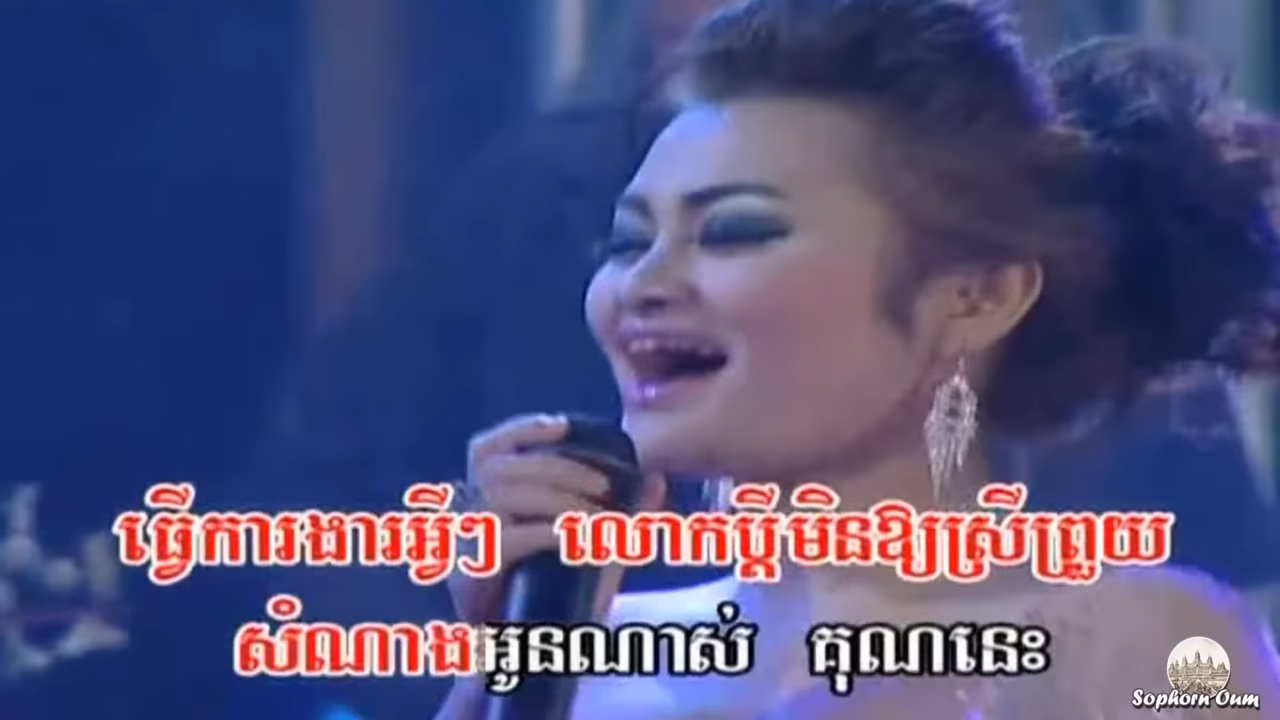 ធ្វើការងារអ្វីៗ លោកប្ដីមិនឱ្យស្រីព្រួយ
សំណាងអូនណាស់ គុណនេះ
Sophorn Oum